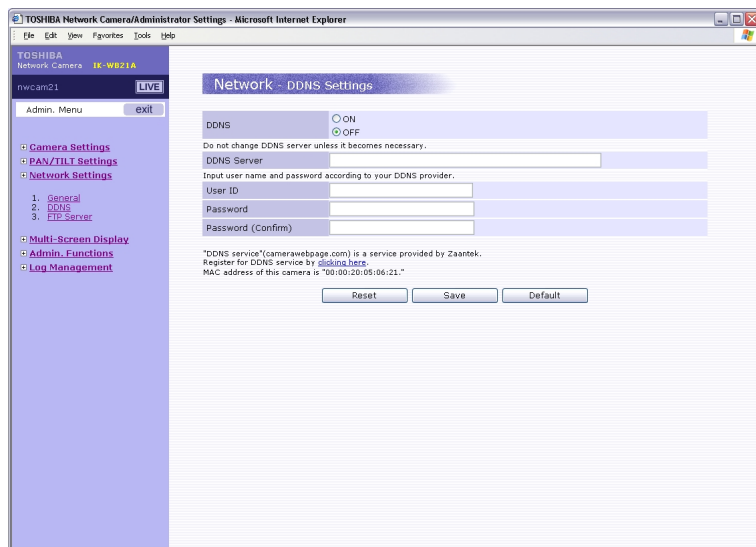 TOSHIBA Network Camera/Administrator Settings - Microsoft Internet Explorer
File Edit View Favorites Tools Help
TOSHIBA
Network Camera IK-WB21A
nwcam21 LIVE
Admin. Menu exit
Camera Settings
PAN/TILT Settings
Network Settings
1. General
2. DDNS
3. FTP Server
Multi-Screen Display
Admin. Functions
Log Management
Network - DDNS Settings
DDNS
ON
OFF
Do not change DDNS server unless it becomes necessary.
DDNS Server
Input user name and password according to your DDNS provider.
User ID
Password
Password (Confirm)
"DDNS service"(camerawebpage.com) is a service provided by Zaantek.
Register for DDNS service by clicking here.
MAC address of this camera is "00:00:20:05:06:21."
Reset Save Default